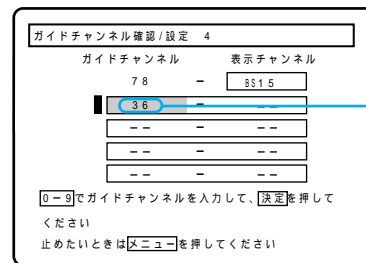 ガイドチャンネル確認/設定 4
ガイドチャンネル 表示チャンネル
78 － BS15
36 － －－
－－ － －－
－－ － －－
－－ － －－
0－9でガイドチャンネルを入力して、決定を押して
ください
止めたいときはメニューを押してください